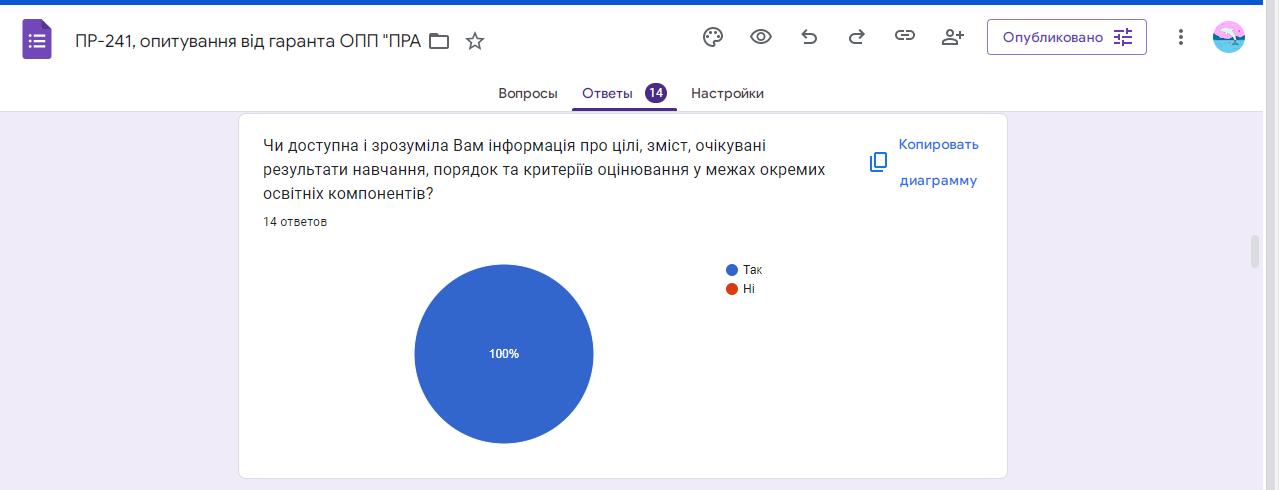 ПР-241, опитування від гаранта ОПП "ПРА
Опубликовано
Вопросы
Ответы 14
Настройки
Чи доступна і зрозуміла Вам інформація про цілі, зміст, очікувані
результати навчання, порядок та критеріїв оцінювання у межах окремих
освітніх компонентів?
Копировать
диаграмму
14 ответов
Так
Ні
100%